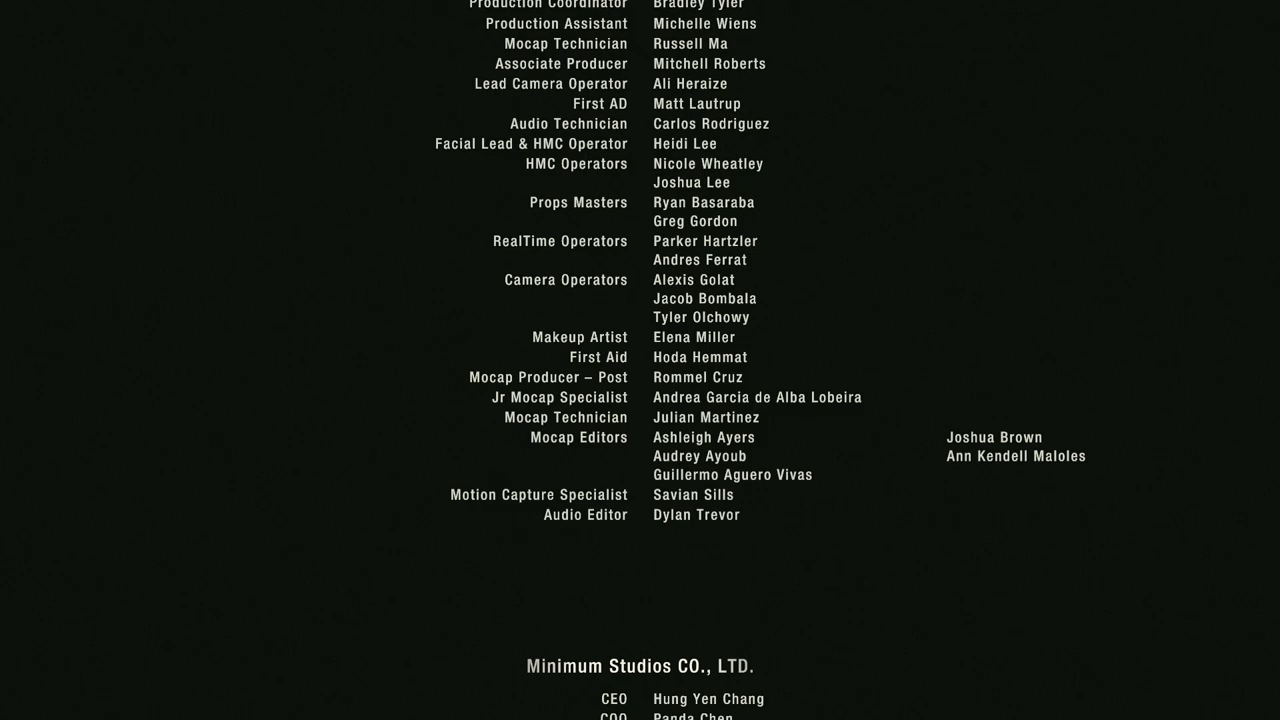 Production Coordinator Bradley Tyler
Production Assistant Michelle Wiens
Mocap Technician Russell Ma
Associate Producer Mitchell Roberts
Lead Camera Operator Ali Heraize
First AD Matt Lautrup
Audio Technician Carlos Rodriguez
Facial Lead & HMC Operator Heidi Lee
HMC Operators Nicole Wheatley
Joshua Lee
Props Masters Ryan Basaraba
Greg Gordon
RealTime Operators Parker Hartzler
Andres Ferrat
Camera Operators Alexis Golat
Jacob Bombala
Tyler Olchowy
Makeup Artist Elena Miller
First Aid Hoda Hemmat
Mocap Producer – Post Rommel Cruz
Jr Mocap Specialist Andrea Garcia de Alba Lobeira
Mocap Technician Julian Martinez
Mocap Editors Ashleigh Ayers Joshua Brown
Audrey Ayoub Ann Kendell Maloles
Guillermo Aguero Vivas
Motion Capture Specialist Savian Sills
Audio Editor Dylan Trevor
Minimum Studios CO., LTD.
CEO Hung Yen Chang
COO Panda Chen